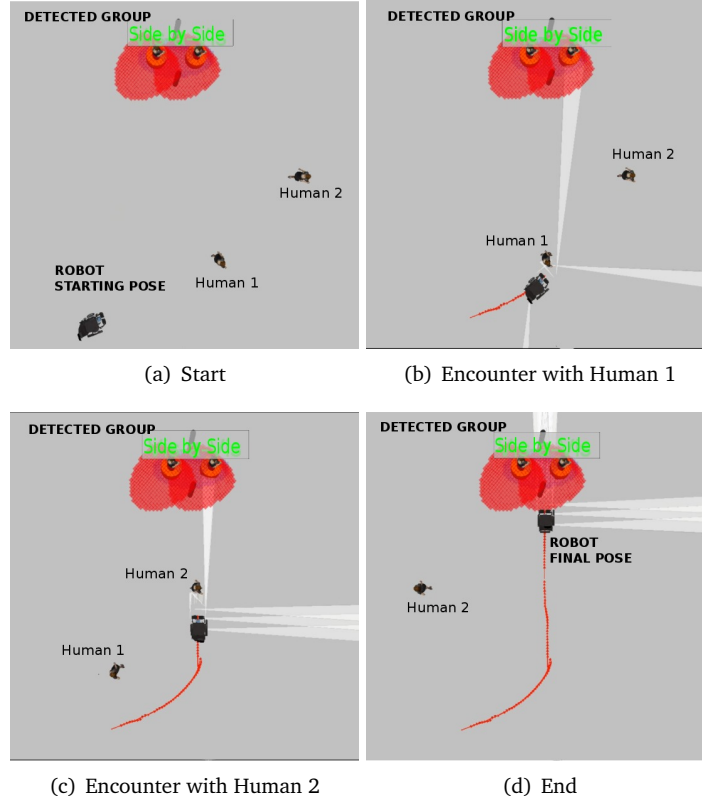 DETECTED GROUP
Side by Side
Human 2
Human 1
ROBOT
STARTING POSE
(a) Start
DETECTED GROUP
Side by Side
Human 2
Human 1
(b) Encounter with Human 1
DETECTED GROUP
Side by Side
Human 2
Human 1
(c) Encounter with Human 2
DETECTED GROUP
Side by Side
ROBOT
FINAL POSE
Human 2
(d) End